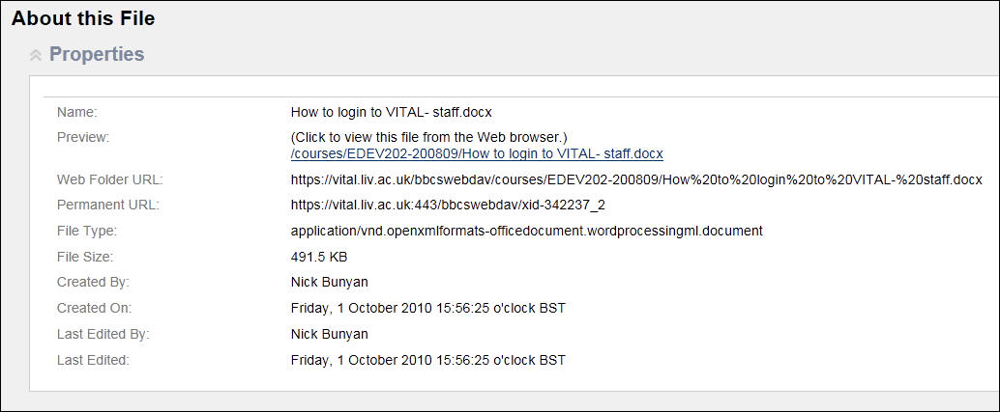 About this File
Properties
Name: How to login to VITAL- staff.docx
Preview: (Click to view this file from the Web browser.)
/courses/EDEV202-200809/How to login to VITAL- staff.docx
Web Folder URL: https://vital.liv.ac.uk/bbcswebdav/courses/EDEV202-200809/How%20to%20login%20to%20VITAL-%20staff.docx
Permanent URL: https://vital.liv.ac.uk:443/bbcswebdav/xid-342237_2
File Type: application/vnd.openxmlformats-officedocument.wordprocessingml.document
File Size: 491.5 KB
Created By: Nick Bunyan
Created On: Friday, 1 October 2010 15:56:25 o'clock BST
Last Edited By: Nick Bunyan
Last Edited: Friday, 1 October 2010 15:56:25 o'clock BST